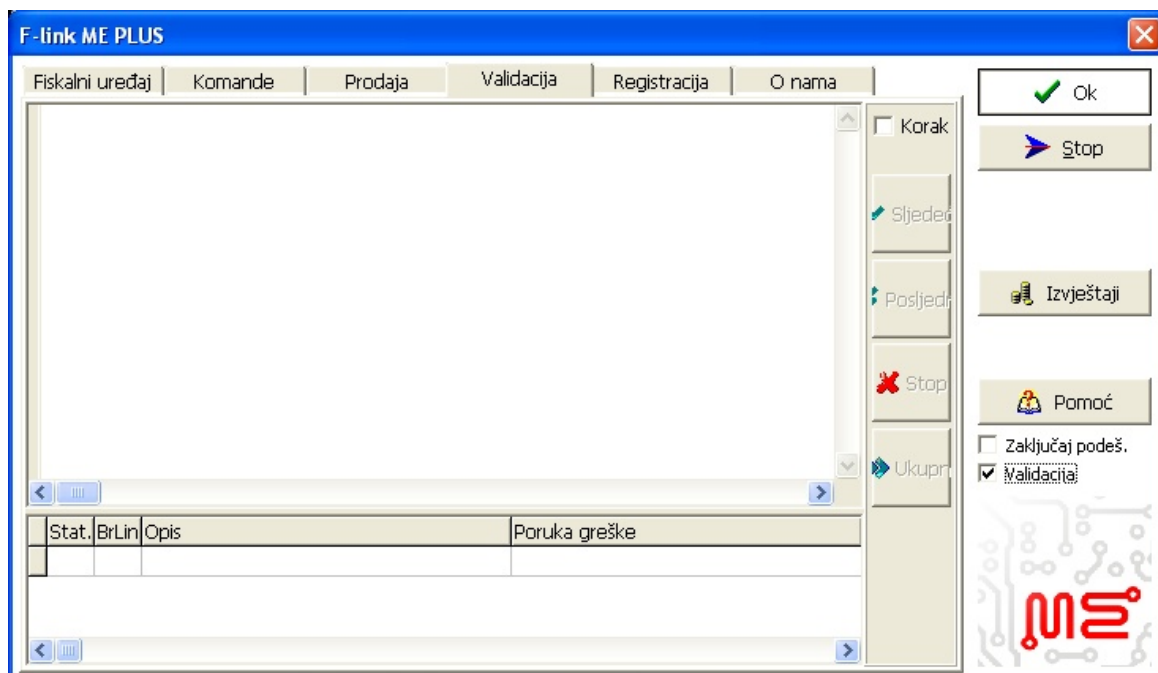 F-link ME PLUS
Fiskalni uređaj Komande Prodaja Validacija Registracija O nama
Ok
Stop
Korak
Sljedeć
Posljedn
Stop
Ukupn
Izvještaji
Pomoć
Zaključaj podeš.
Validacija
Stat. BrLin Opis Poruka greške
ME